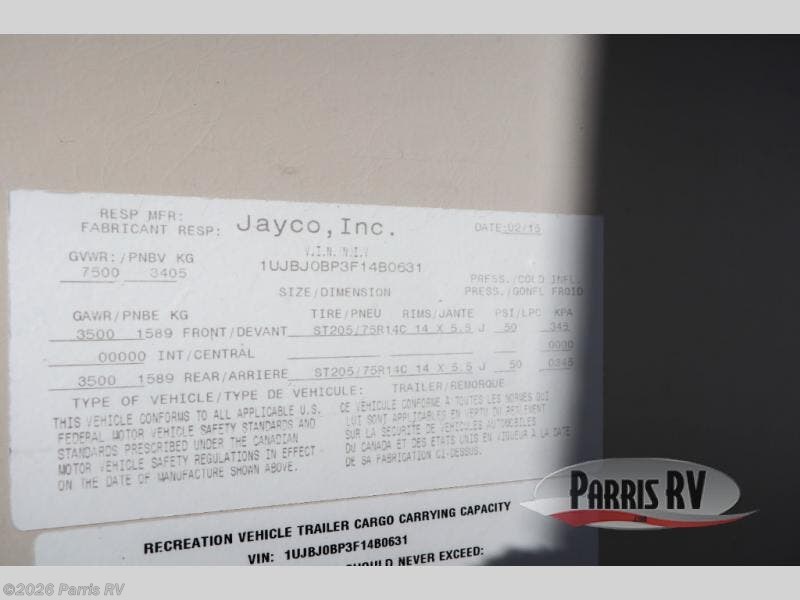 RESP MFR:
FABRICANT RESP: Jayco, Inc. DATE: 02/15
GVWR:/PNBV KG V.I.N./N.I.V
7500 3405 1UJBJ0BP3F14B0631
SIZE/DIMENSION PRESS./COLD INFL.
PRESS./GONFL FROID
GAWR/PNBE KG TIRE/PNEU RIMS/JANTE PSI/LPC KPA
3500 1589 FRONT/DEVANT ST205/75R14C 14 X 5.5 J 50 345
00000 INT/CENTRAL 0000
3500 1589 REAR/ARRIERE ST205/75R14C 14 X 5.5 J 50 0345
TYPE OF VEHICLE/TYPE DE VEHICULE: TRAILER/REMORQUE
THIS VEHICLE CONFORMS TO ALL APPLICABLE U.S.
FEDERAL MOTOR VEHICLE SAFETY STANDARDS AND
STANDARDS PRESCRIBED UNDER THE CANADIAN
MOTOR VEHICLE SAFETY REGULATIONS IN EFFECT
ON THE DATE OF MANUFACTURE SHOWN ABOVE.
CE VEHICULE CONFORME A TOUTES LES NORMES QUI
LUI SONT APPLICABLES EN VERTU DU REGLEMENT
SUR LA SECURITE DE VEHICULES AUTOMOBILES
DU CANADA ET DES ETATS UNIS EN VIGUEUR A LA DATE
DE SA FABRICATION CI-DESSUS.
RECREATION VEHICLE TRAILER CARGO CARRYING CAPACITY
VIN: 1UJBJ0BP3F14B0631
SHOULD NEVER EXCEED:
PARRIS RV
©2026 Parris RV